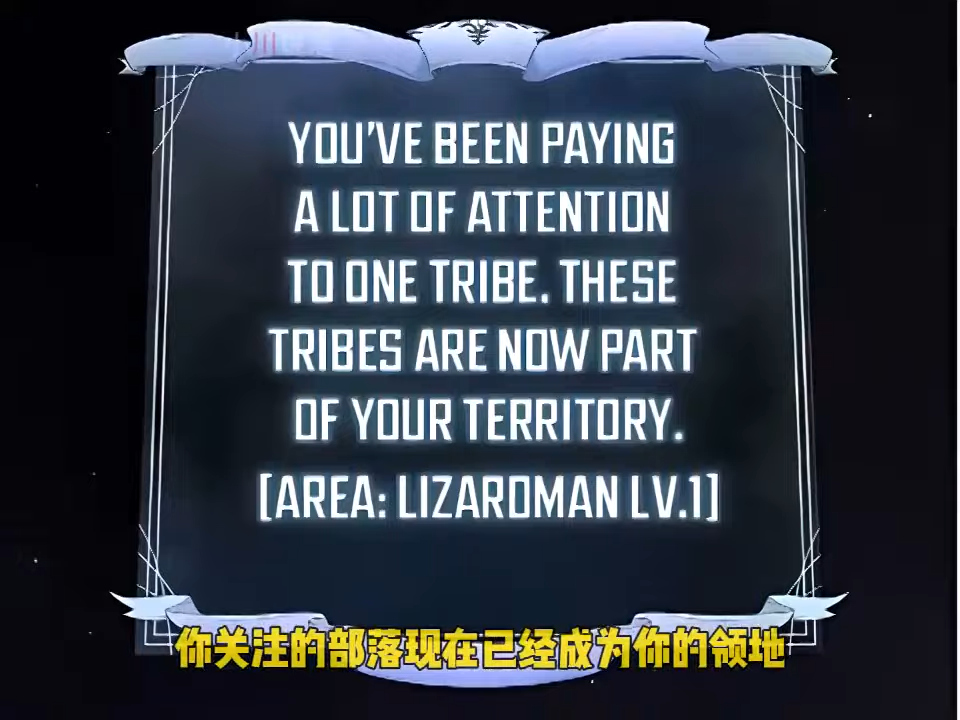 YOU'VE BEEN PAYING
A LOT OF ATTENTION
TO ONE TRIBE. THESE
TRIBES ARE NOW PART
OF YOUR TERRITORY.
[AREA: LIZARDMAN LV.1]
你关注的部落现在已经成为你的领地